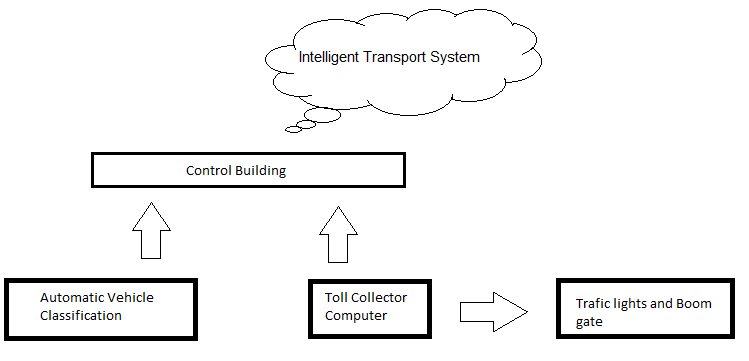 Intelligent Transport System
Control Building
Automatic Vehicle
Classification
Toll Collector
Computer
Trafic lights and Boom
gate